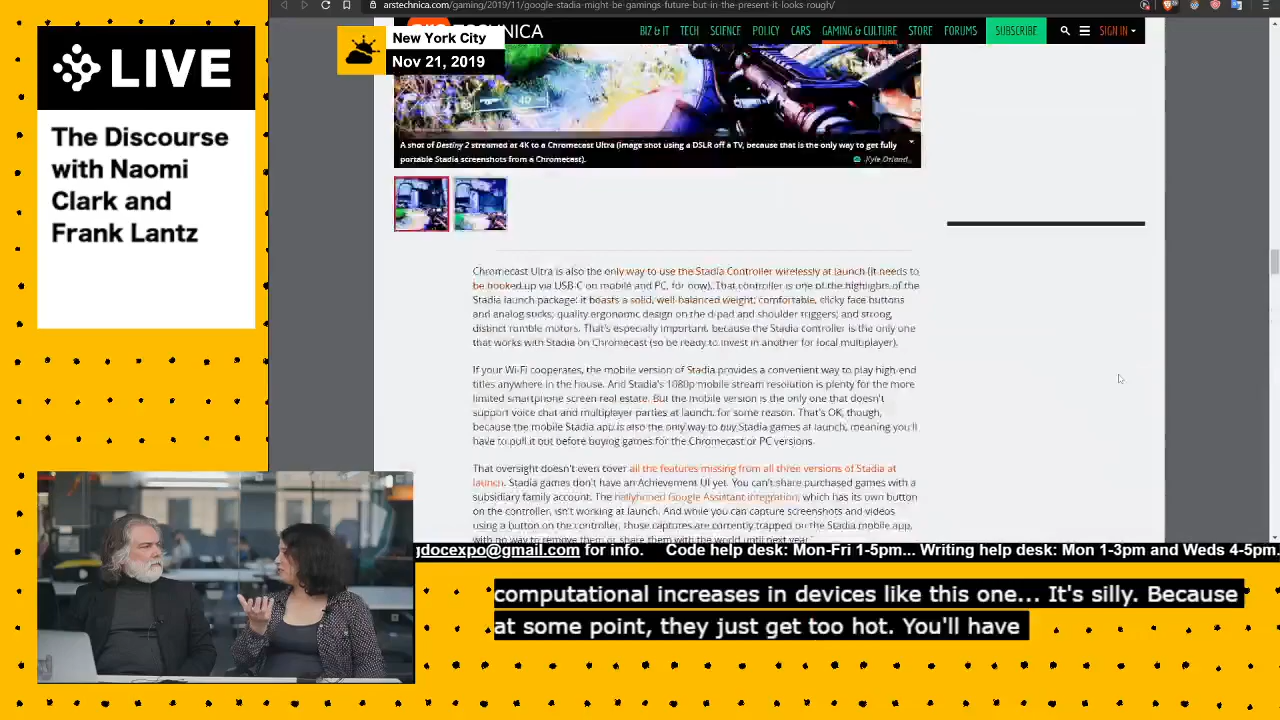 arstechnica.com/gaming/2019/11/google-stadia-might-be-gamings-future-but-in-the-present-it-looks-rough/
LIVE
The Discourse
with Naomi
Clark and
Frank Lantz
New York City
Nov 21, 2019
TECHNICA
BIZ & IT TECH SCIENCE POLICY CARS GAMING & CULTURE STORE FORUMS SUBSCRIBE SIGN IN
A shot of Destiny 2 streamed at 4K to a Chromecast Ultra (image shot using a DSLR off a TV, because that is the only way to get fully
portable Stadia screenshots from a Chromecast).
Kyle Orland
Chromecast Ultra is also the only way to use the Stadia Controller wirelessly at launch (it needs to
be hooked up via USB-C on mobile and PC, for now). That controller is one of the highlights of the
Stadia launch package: it boasts a solid, well-balanced weight; comfortable, clicky face buttons
and analog sticks; quality ergonomic design on the d-pad and shoulder triggers; and strong,
distinct rumble motors. That's especially important, because the Stadia controller is the only one
that works with Stadia on Chromecast (so be ready to invest in another for local multiplayer).
If your Wi-Fi cooperates, the mobile version of Stadia provides a convenient way to play high-end
titles anywhere in the house. And Stadia's 1080p mobile stream resolution is plenty for the more
limited smartphone screen real estate. But the mobile version is the only one that doesn't
support voice chat and multiplayer parties at launch, for some reason. That's OK, though,
because the mobile Stadia app is also the only way to buy Stadia games at launch, meaning you'll
have to pull it out before buying games for the Chromecast or PC versions.
That oversight doesn't even cover all the features missing from all three versions of Stadia at
launch. Stadia games don't have an Achievement UI yet. You can't share purchased games with a
subsidiary family account. The hallyhoned Google Assistant integration, which has its own button
on the controller, isn't working at launch. And while you can capture screenshots and videos
using a button on the controller, those captures are currently trapped on the Stadia mobile app,
with no way to remove them or share them with the world until next year.
gdocexpo@gmail.com for info. Code help desk: Mon-Fri 1-5pm... Writing help desk: Mon 1-3pm and Weds 4-5pm.
computational increases in devices like this one... It's silly. Because
at some point, they just get too hot. You'll have